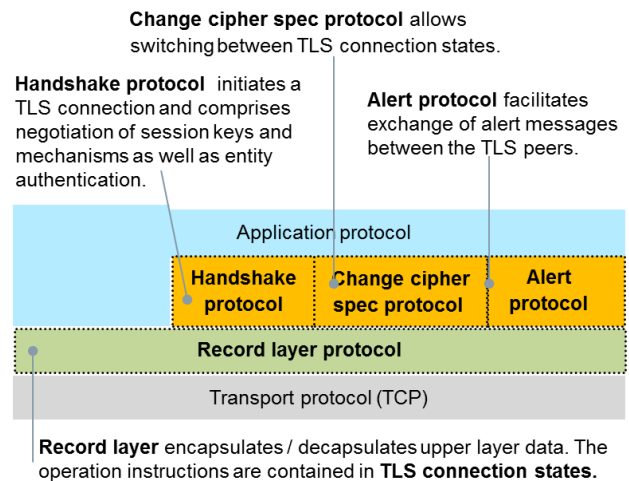 Change cipher spec protocol allows
switching between TLS connection states.
Handshake protocol initiates a
TLS connection and comprises
negotiation of session keys and
mechanisms as well as entity
authentication.
Alert protocol facilitates
exchange of alert messages
between the TLS peers.
Application protocol
Handshake
protocol
Change cipher
spec protocol
Alert
protocol
Record layer protocol
Transport protocol (TCP)
Record layer encapsulates / decapsulates upper layer data. The
operation instructions are contained in TLS connection states.